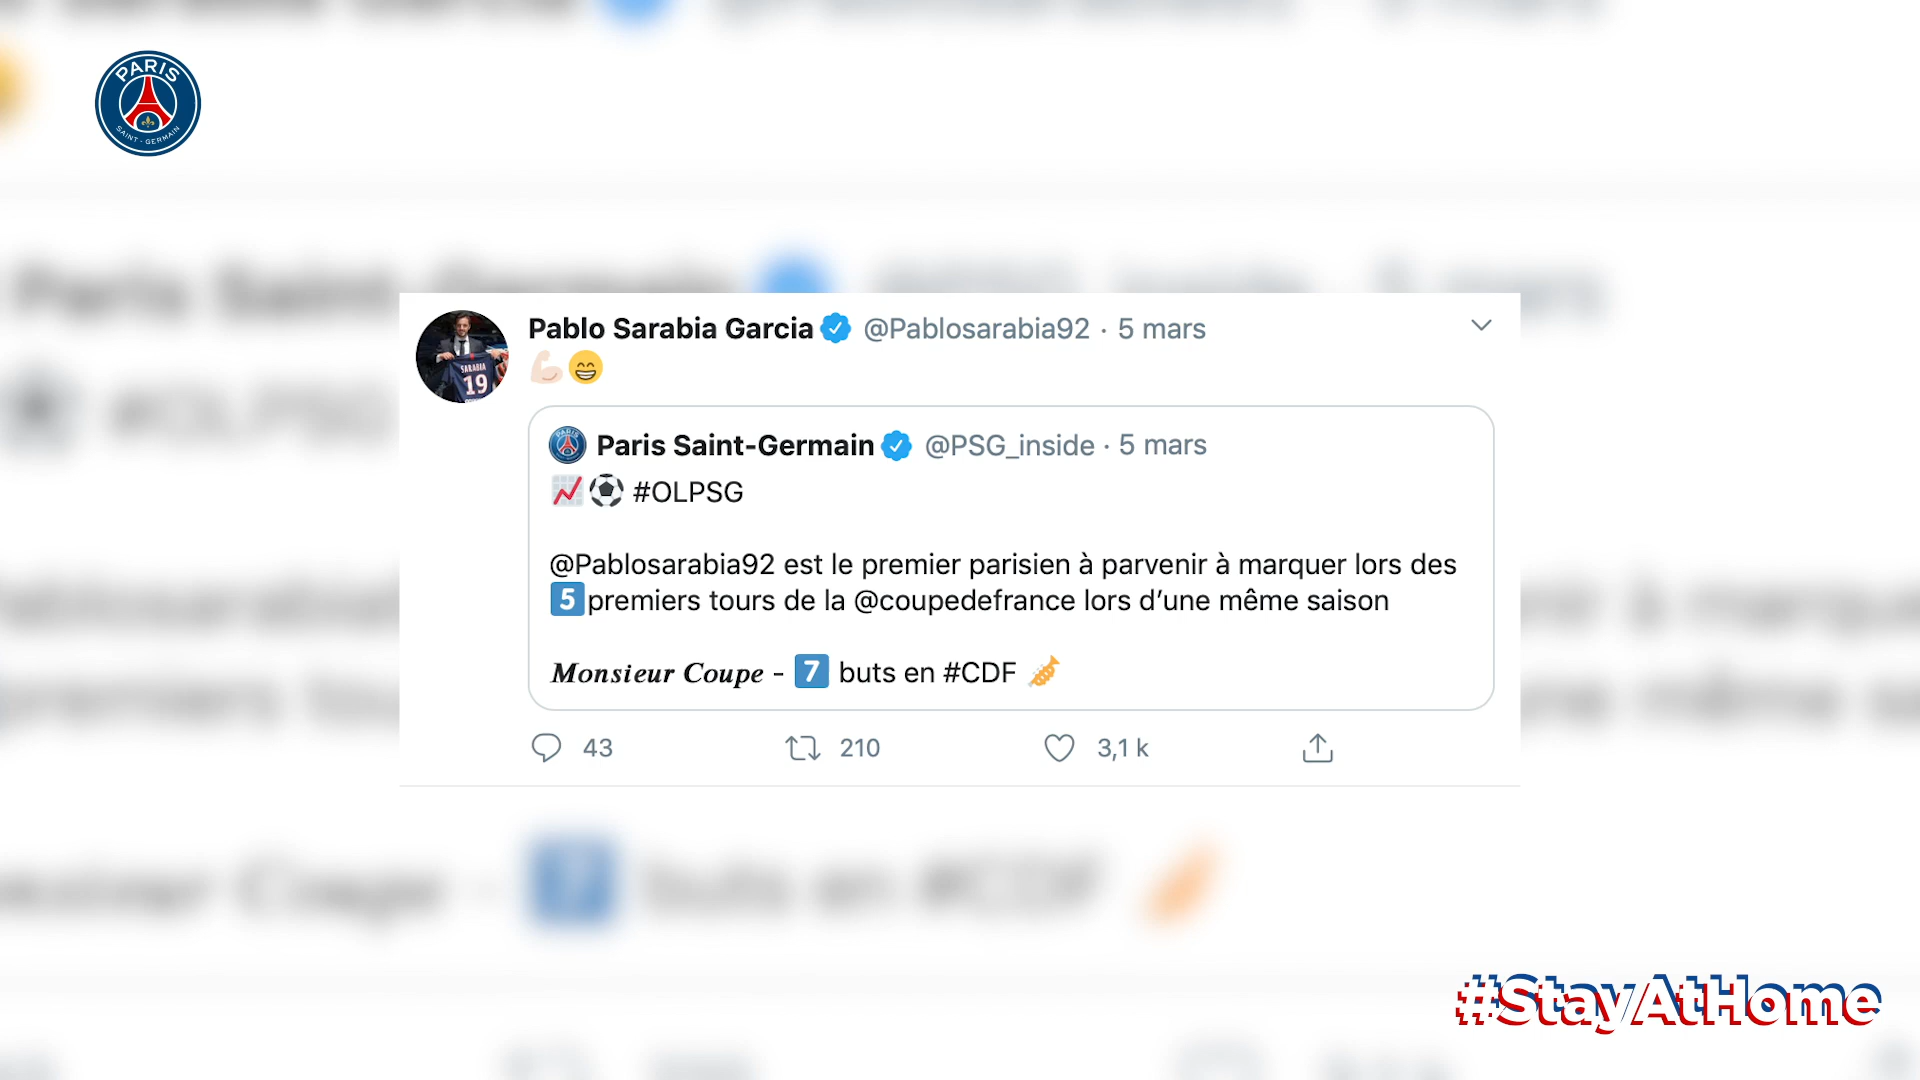 PARIS
SAINT-GERMAIN
Pablo Sarabia Garcia @Pablosarabia92 · 5 mars
💪🏻😁
SARABIA
19
Paris Saint-Germain @PSG_inside · 5 mars
📈⚽ #OLPSG
@Pablosarabia92 est le premier parisien à parvenir à marquer lors des
5️⃣premiers tours de la @coupedefrance lors d’une même saison
Monsieur Coupe - 7️⃣ buts en #CDF 🎺
43 210 3,1 k
#StayAtHome